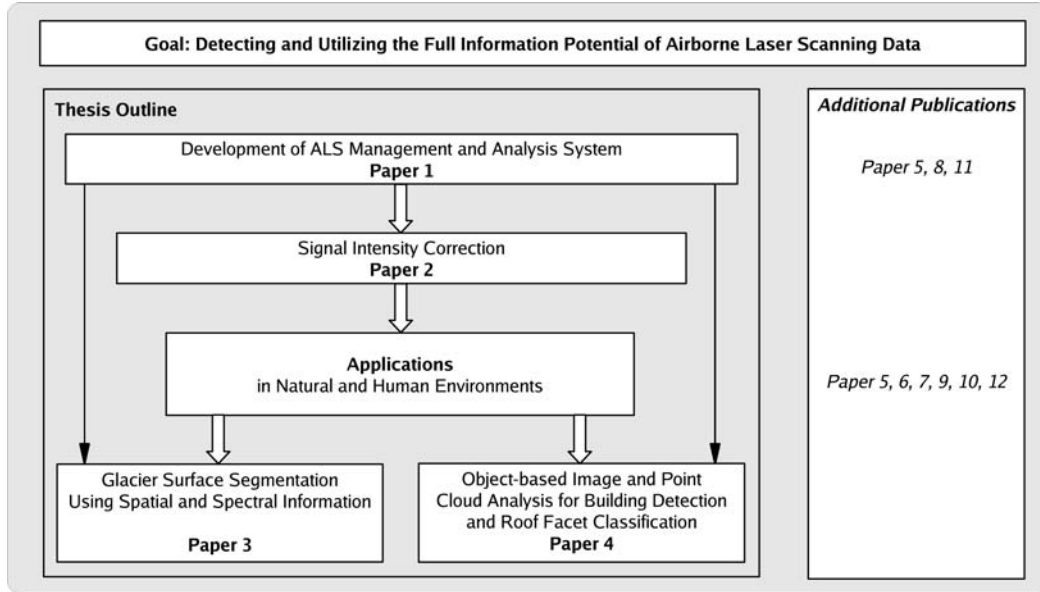 Goal: Detecting and Utilizing the Full Information Potential of Airborne Laser Scanning Data
Thesis Outline
Development of ALS Management and Analysis System
Paper 1
Signal Intensity Correction
Paper 2
Applications
in Natural and Human Environments
Glacier Surface Segmentation
Using Spatial and Spectral Information
Paper 3
Object-based Image and Point
Cloud Analysis for Building Detection
and Roof Facet Classification
Paper 4
Additional Publications
Paper 5, 8, 11
Paper 5, 6, 7, 9, 10, 12